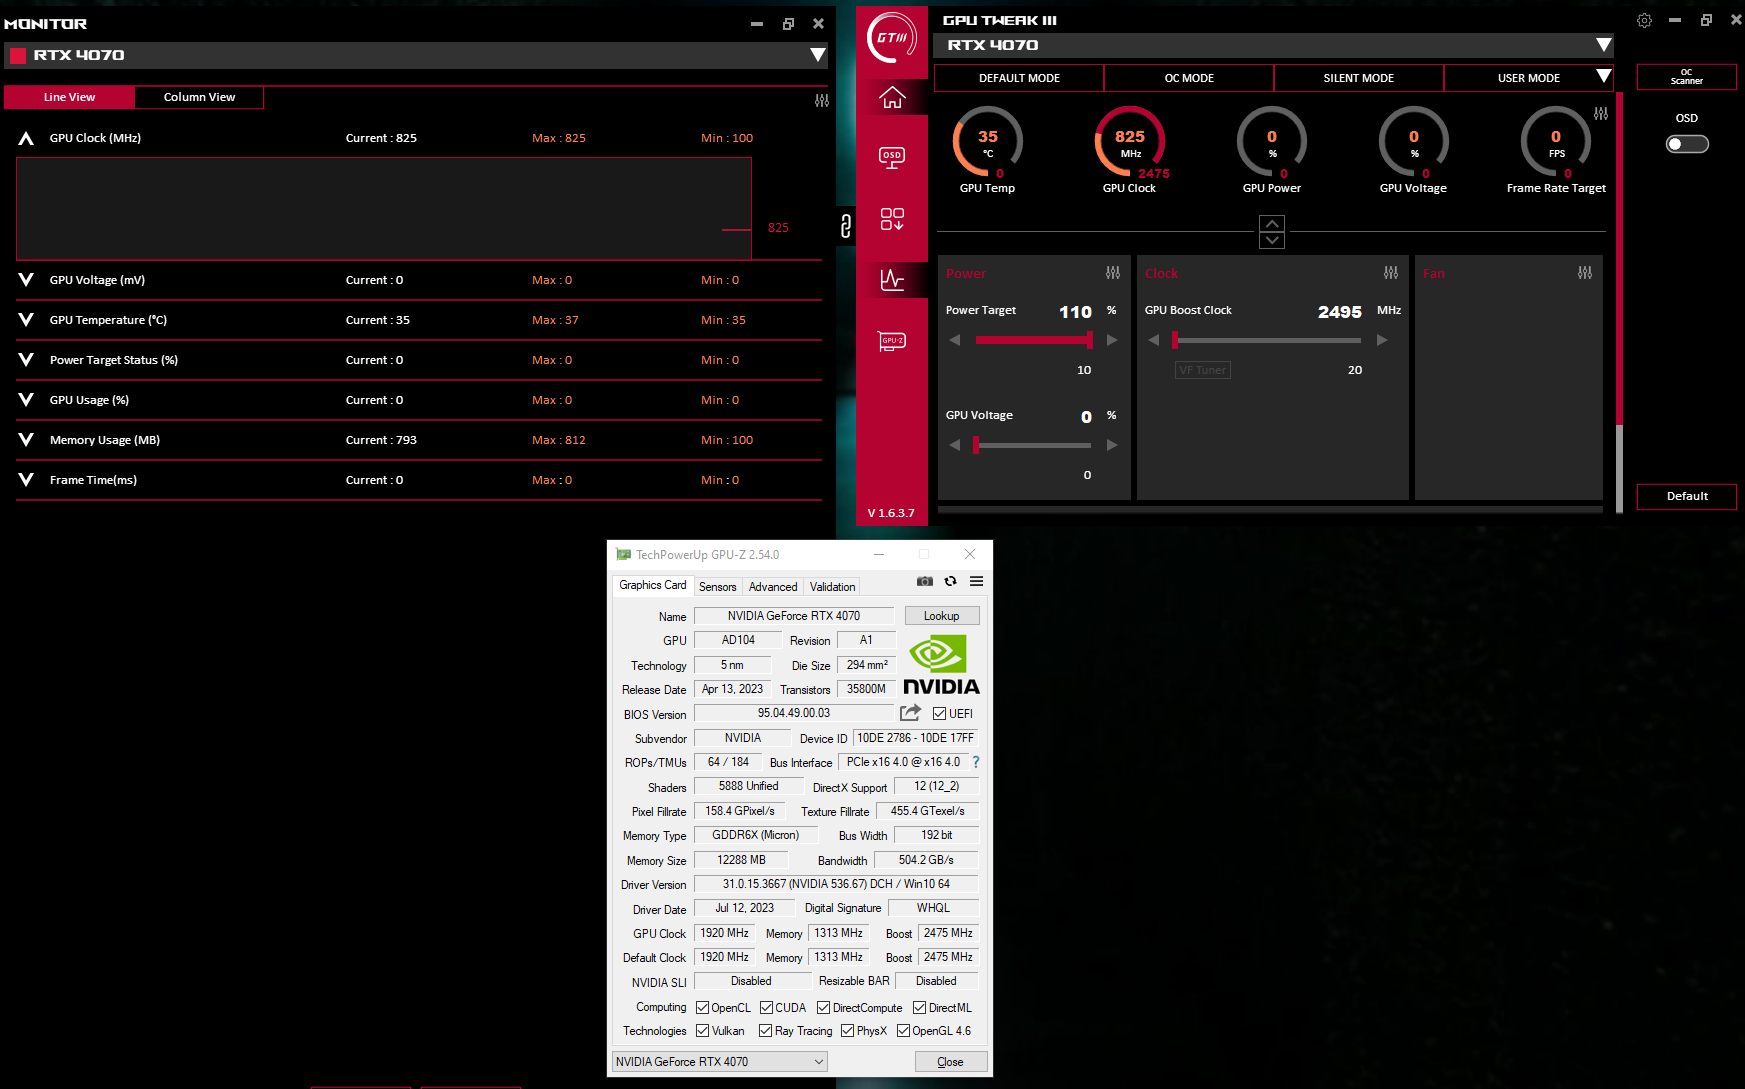 MONITOR
RTX 4070
Line View Column View
GPU Clock (MHz) Current : 825 Max : 825 Min : 100
825
GPU Voltage (mV) Current : 0 Max : 0 Min : 0
GPU Temperature (°C) Current : 35 Max : 37 Min : 35
Power Target Status (%) Current : 0 Max : 0 Min : 0
GPU Usage (%) Current : 0 Max : 0 Min : 0
Memory Usage (MB) Current : 793 Max : 812 Min : 100
Frame Time(ms) Current : 0 Max : 0 Min : 0
GTIII
OSD
GPU-Z
V 1.6.3.7
GPU TWEAK III
RTX 4070
DEFAULT MODE OC MODE SILENT MODE USER MODE
OC Scanner
OSD
35 °C 0 GPU Temp
825 MHz 2475 GPU Clock
0 % 0 GPU Power
0 % 0 GPU Voltage
0 FPS 0 Frame Rate Target
Power
Power Target 110 %
10
GPU Voltage 0 %
0
Clock
GPU Boost Clock 2495 MHz
VF Tuner 20
Fan
Default
TechPowerUp GPU-Z 2.54.0
Graphics Card Sensors Advanced Validation
Name NVIDIA GeForce RTX 4070 Lookup
GPU AD104 Revision A1
Technology 5 nm Die Size 294 mm²
Release Date Apr 13, 2023 Transistors 35800M
NVIDIA
BIOS Version 95.04.49.00.03 UEFI
Subvendor NVIDIA Device ID 10DE 2786 - 10DE 17FF
ROPs/TMUs 64 / 184 Bus Interface PCIe x16 4.0 @ x16 4.0 ?
Shaders 5888 Unified DirectX Support 12 (12_2)
Pixel Fillrate 158.4 GPixel/s Texture Fillrate 455.4 GTexel/s
Memory Type GDDR6X (Micron) Bus Width 192 bit
Memory Size 12288 MB Bandwidth 504.2 GB/s
Driver Version 31.0.15.3667 (NVIDIA 536.67) DCH / Win10 64
Driver Date Jul 12, 2023 Digital Signature WHQL
GPU Clock 1920 MHz Memory 1313 MHz Boost 2475 MHz
Default Clock 1920 MHz Memory 1313 MHz Boost 2475 MHz
NVIDIA SLI Disabled Resizable BAR Disabled
Computing OpenCL CUDA DirectCompute DirectML
Technologies Vulkan Ray Tracing PhysX OpenGL 4.6
NVIDIA GeForce RTX 4070 Close